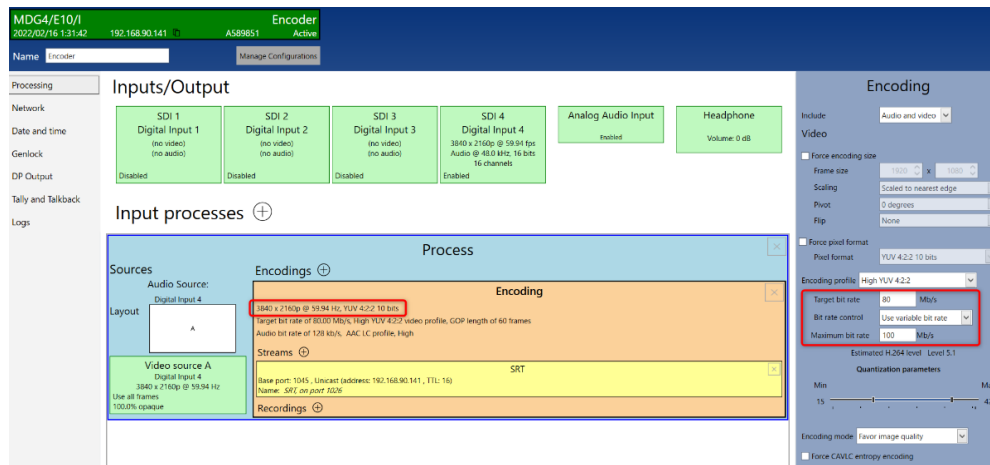 MDG4/E10/I Encoder
2022/02/16 1:31:42 192.168.90.141 A589851 Active
Name Encoder Manage Configurations
Processing
Network
Date and time
Genlock
DP Output
Tally and Talkback
Logs
Inputs/Output
SDI 1
Digital Input 1
(no video)
(no audio)
Disabled
SDI 2
Digital Input 2
(no video)
(no audio)
Disabled
SDI 3
Digital Input 3
(no video)
(no audio)
Disabled
SDI 4
Digital Input 4
3840 x 2160p @ 59.94 fps
Audio @ 48.0 kHz, 16 bits
16 channels
Enabled
Analog Audio Input
Enabled
Headphone
Volume: 0 dB
Input processes
Process
Sources
Audio Source:
Digital Input 4
Layout
A
Video source A
Digital Input 4
3840 x 2160p @ 59.94 Hz
Use all frames
100.0% opaque
Encodings
Encoding
3840 x 2160p @ 59.94 Hz, YUV 4:2:2 10 bits
Target bit rate of 80.00 Mb/s, High YUV 4:2:2 video profile, GOP length of 60 frames
Audio bit rate of 128 kb/s, AAC LC profile, High
Streams
SRT
Base port: 1045 , Unicast (address: 192.168.90.141 , TTL: 16)
Name: SRT, on port 1026
Recordings
Encoding
Include Audio and video
Video
Force encoding size
Frame size 1920 x 1080
Scaling Scaled to nearest edge
Pivot 0 degrees
Flip None
Force pixel format
Pixel format YUV 4:2:2 10 bits
Encoding profile High YUV 4:2:2
Target bit rate 80 Mb/s
Bit rate control Use variable bit rate
Maximum bit rate 100 Mb/s
Estimated H.264 level Level 5.1
Quantization parameters
Min
15
Encoding mode Favor image quality
Force CAVLC entropy encoding